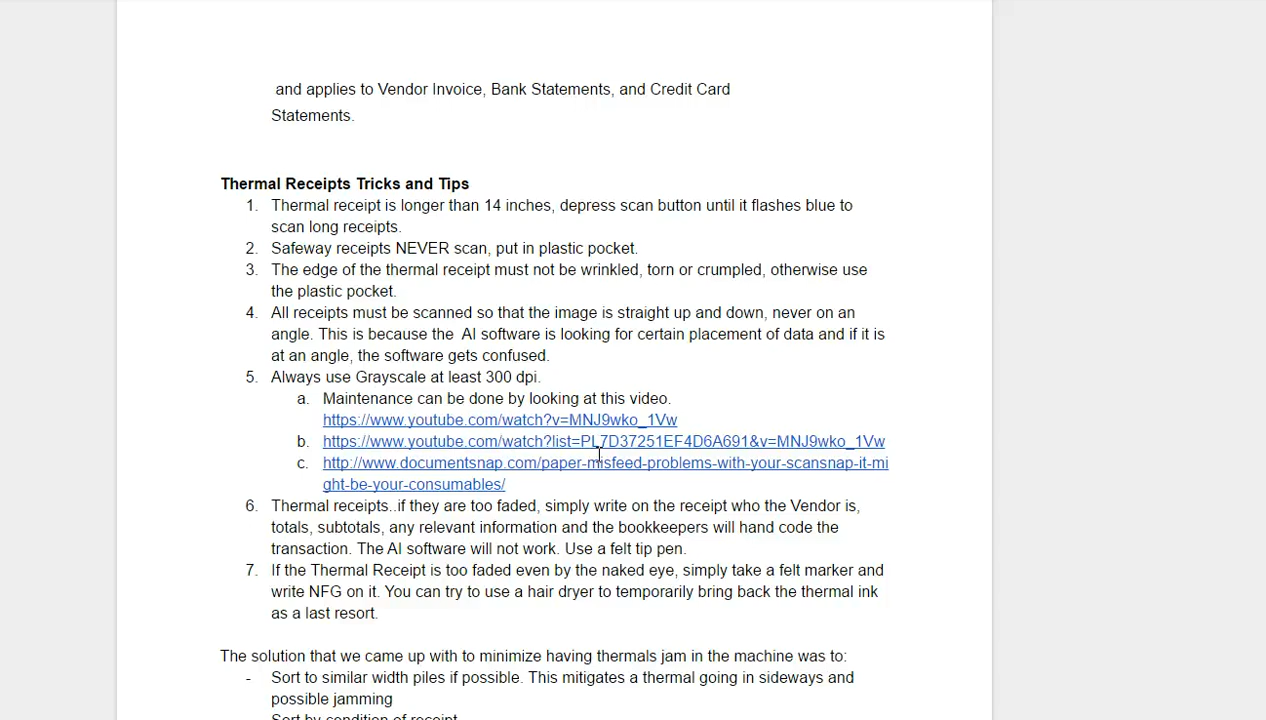 and applies to Vendor Invoice, Bank Statements, and Credit Card
Statements.
Thermal Receipts Tricks and Tips
1. Thermal receipt is longer than 14 inches, depress scan button until it flashes blue to
scan long receipts.
2. Safeway receipts NEVER scan, put in plastic pocket.
3. The edge of the thermal receipt must not be wrinkled, torn or crumpled, otherwise use
the plastic pocket.
4. All receipts must be scanned so that the image is straight up and down, never on an
angle. This is because the  AI software is looking for certain placement of data and if it is
at an angle, the software gets confused.
5. Always use Grayscale at least 300 dpi.
a. Maintenance can be done by looking at this video.
https://www.youtube.com/watch?v=MNJ9wko_1Vw
b. https://www.youtube.com/watch?list=PL7D37251EF4D6A691&v=MNJ9wko_1Vw
c. http://www.documentsnap.com/paper-misfeed-problems-with-your-scansnap-it-mi
ght-be-your-consumables/
6. Thermal receipts..if they are too faded, simply write on the receipt who the Vendor is,
totals, subtotals, any relevant information and the bookkeepers will hand code the
transaction. The AI software will not work. Use a felt tip pen.
7. If the Thermal Receipt is too faded even by the naked eye, simply take a felt marker and
write NFG on it. You can try to use a hair dryer to temporarily bring back the thermal ink
as a last resort.
The solution that we came up with to minimize having thermals jam in the machine was to:
- Sort to similar width piles if possible. This mitigates a thermal going in sideways and
possible jamming
Sort by condition of receipt